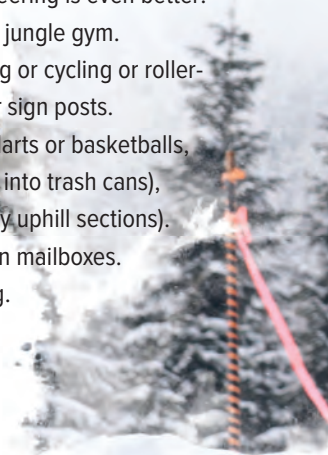 eering is even better.
jungle gym.
g or cycling or roller-
sign posts.
darts or basketballs,
into trash cans),
y uphill sections).
n mailboxes.
g.